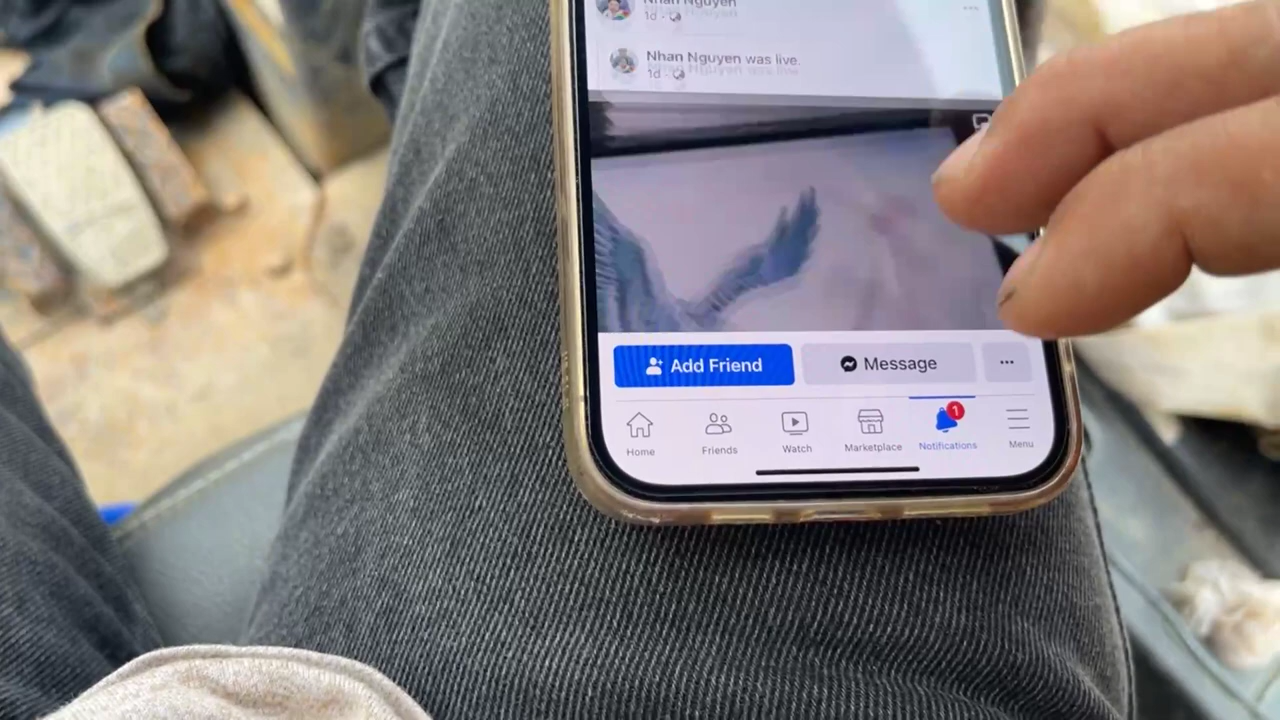 Nhan Nguyen
1d ·
Nhan Nguyen was live.
1d ·
Add Friend
Message
Home
Friends
Watch
Marketplace
1
Notifications
Menu